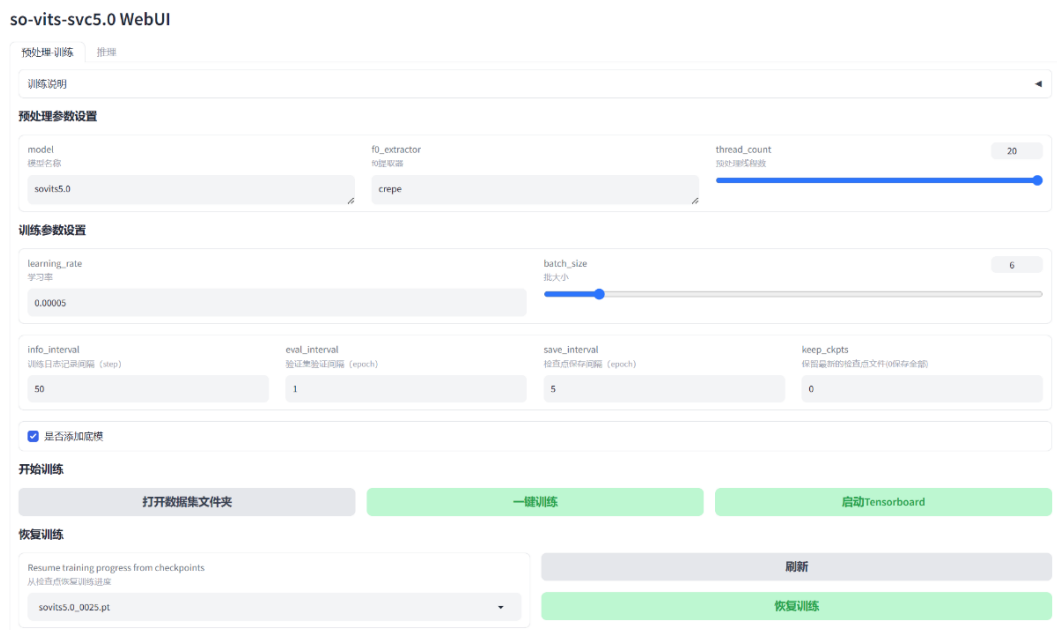 so-vits-svc5.0 WebUI
预处理-训练 推理
训练说明
预处理参数设置
model f0_extractor thread_count 20
模型名称 f0提取器 预处理线程数
sovits5.0 crepe
训练参数设置
learning_rate batch_size 6
学习率 批大小
0.00005
info_interval eval_interval save_interval keep_ckpts
训练日志记录间隔（step） 验证集验证间隔（epoch） 检查点保存间隔（epoch） 保留最新的检查点文件(0保存全部)
50 1 5 0
是否添加底模
开始训练
打开数据集文件夹 一键训练 启动Tensorboard
恢复训练
Resume training progress from checkpoints 刷新
从检查点恢复训练进度
sovits5.0_0025.pt 恢复训练